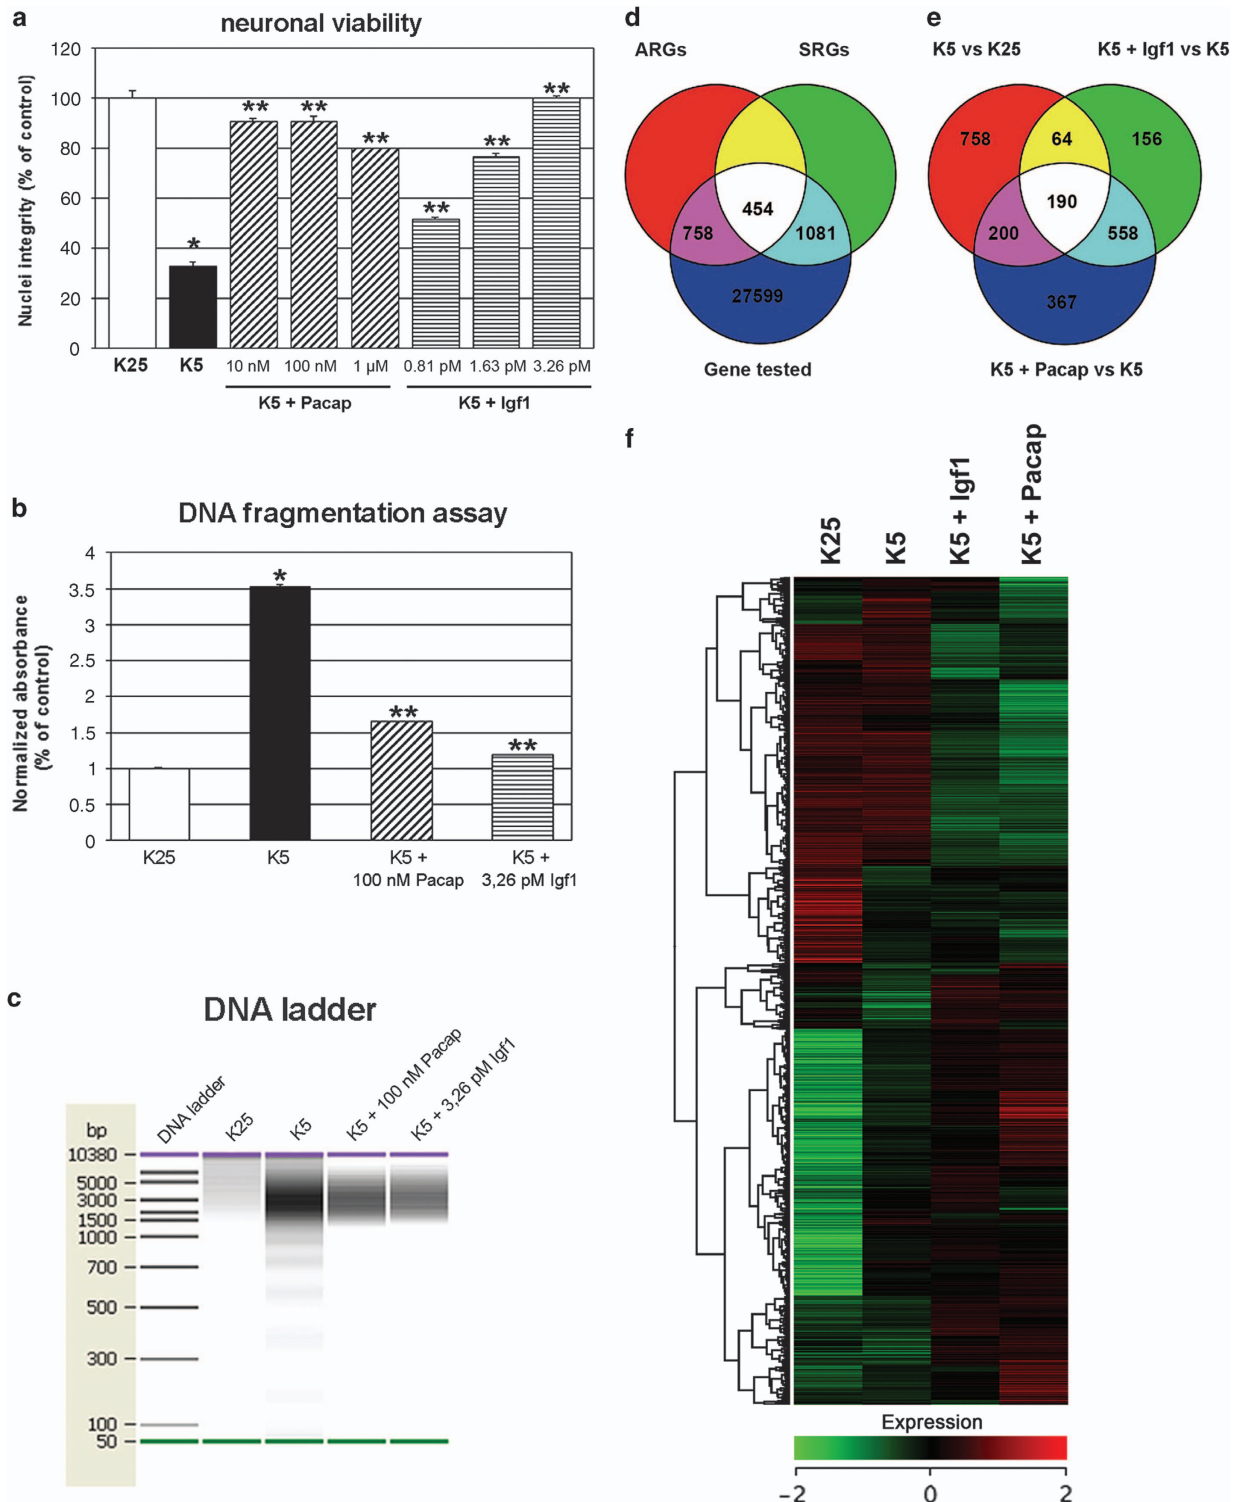 a
neuronal viability
Nuclei integrity (% of control)
120
100
80
60
40
20
0
*
**
**
**
**
**
**
K25
K5
10 nM
100 nM
1 µM
0.81 pM
1.63 pM
3.26 pM
K5 + Pacap
K5 + Igf1
b
DNA fragmentation assay
Normalized absorbance
(% of control)
4
3.5
3
2.5
2
1.5
1
0.5
0
*
**
**
K25
K5
K5 +
100 nM Pacap
K5 +
3,26 pM Igf1
c
DNA ladder
bp
DNA ladder
K25
K5
K5 + 100 nM Pacap
K5 + 3,26 pM Igf1
10380
5000
3000
1500
1000
700
500
300
100
50
d
ARGs
SRGs
454
758
1081
27599
Gene tested
e
K5 vs K25
K5 + Igf1 vs K5
758
64
156
190
200
558
367
K5 + Pacap vs K5
f
K25
K5
K5 + Igf1
K5 + Pacap
Expression
−2
0
2